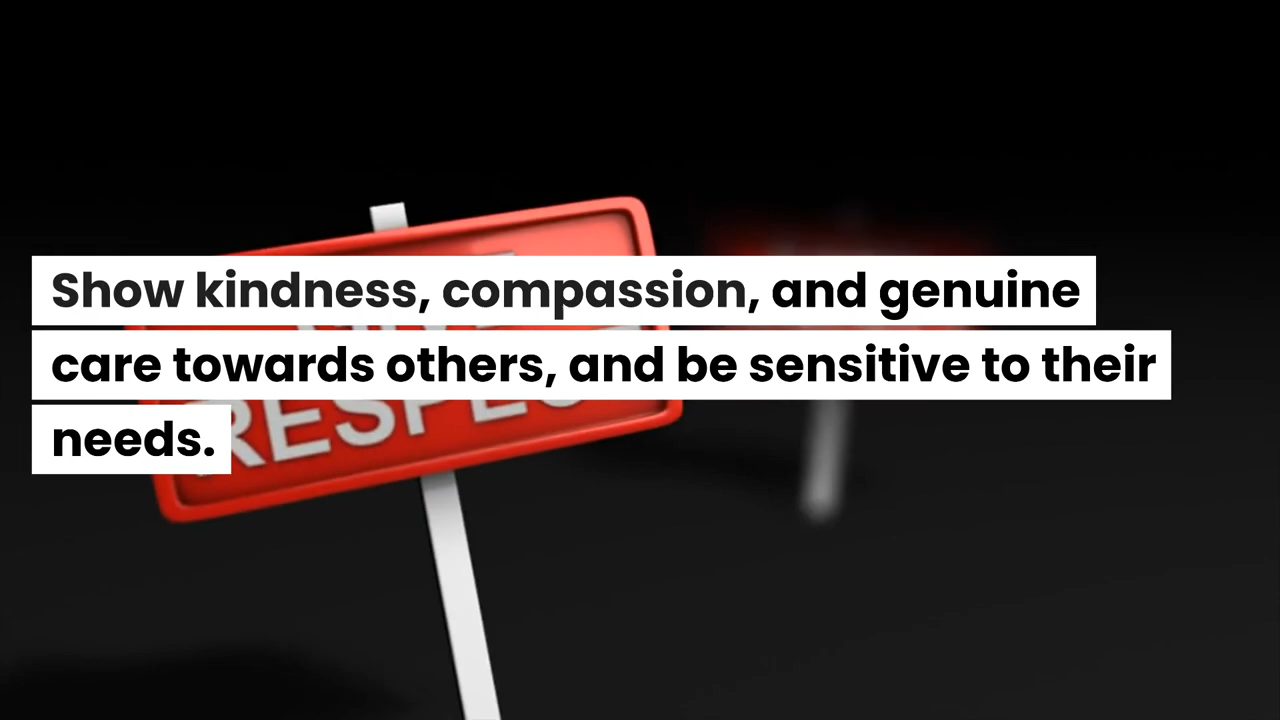 Show kindness, compassion, and genuine
care towards others, and be sensitive to their
needs.